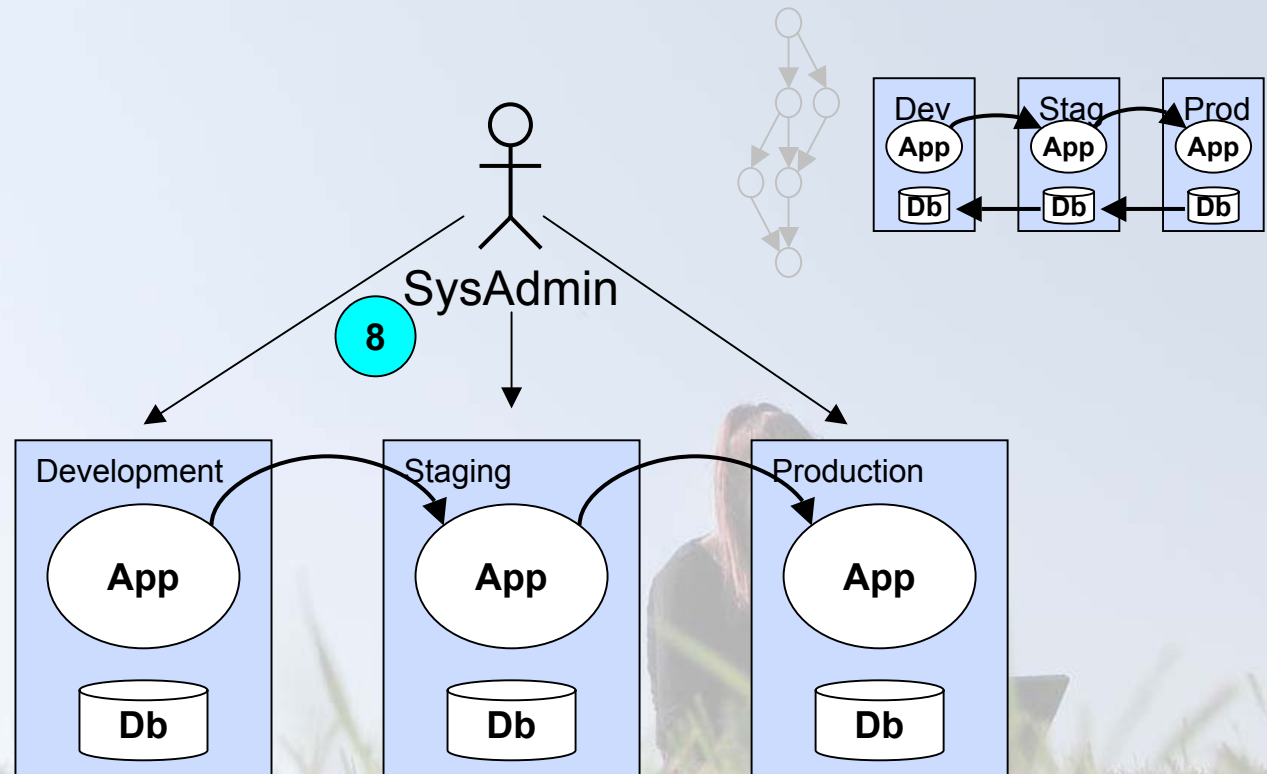 Dev Stag Prod
App App App
Db Db Db
SysAdmin
8
Development Staging Production
App App App
Db Db Db